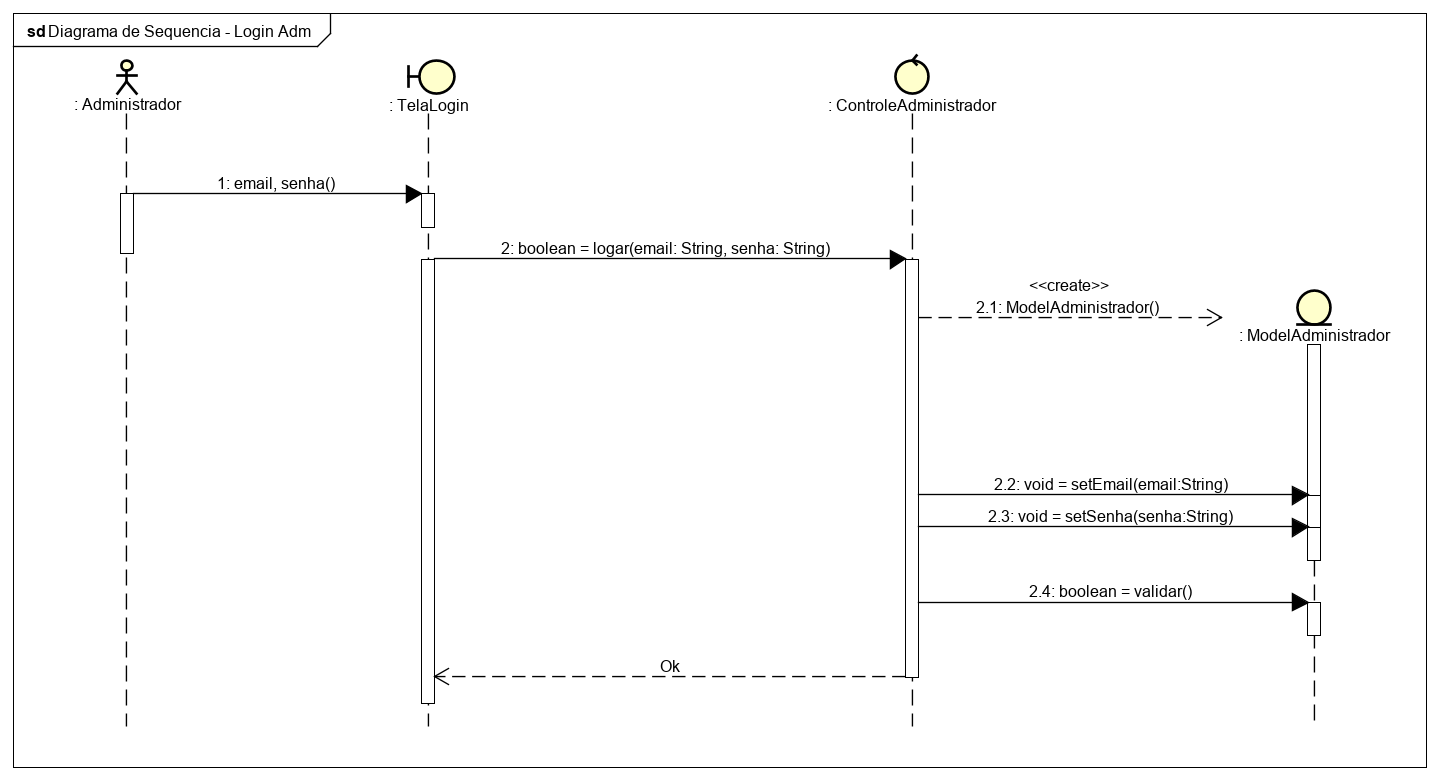 sd Diagrama de Sequencia - Login Adm
: Administrador
: TelaLogin
: ControleAdministrador
1: email, senha()
2: boolean = logar(email: String, senha: String)
<<create>>
2.1: ModelAdministrador()
: ModelAdministrador
2.2: void = setEmail(email:String)
2.3: void = setSenha(senha:String)
2.4: boolean = validar()
Ok